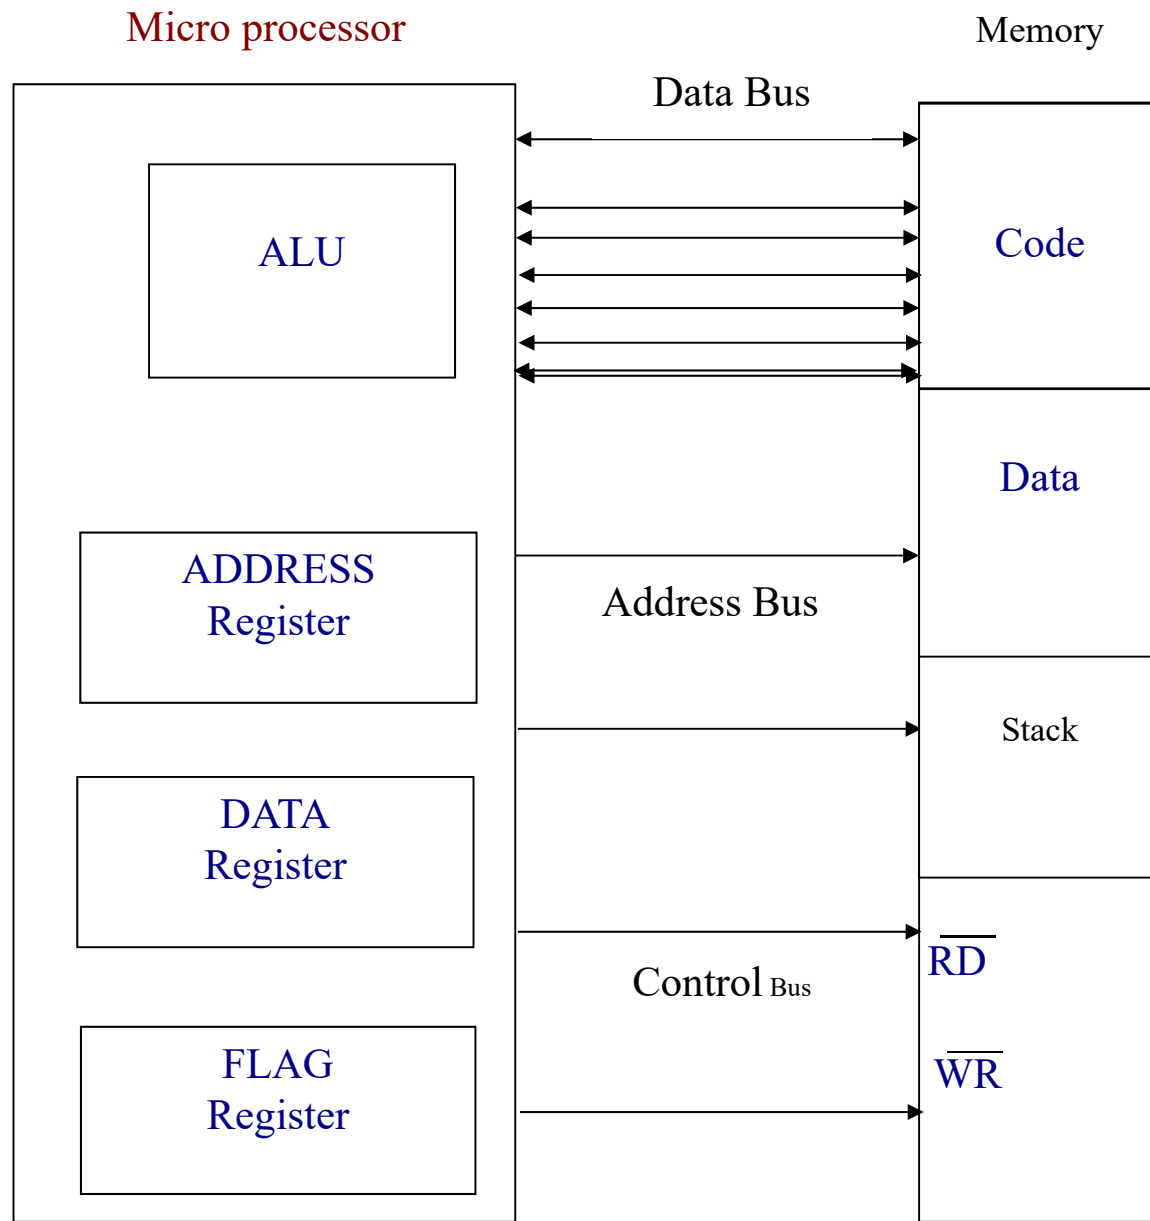 Micro processor
Memory
Data Bus
ALU
Code
Data
ADDRESS
Register
Address Bus
Stack
DATA
Register
RD
Control Bus
FLAG
Register
WR